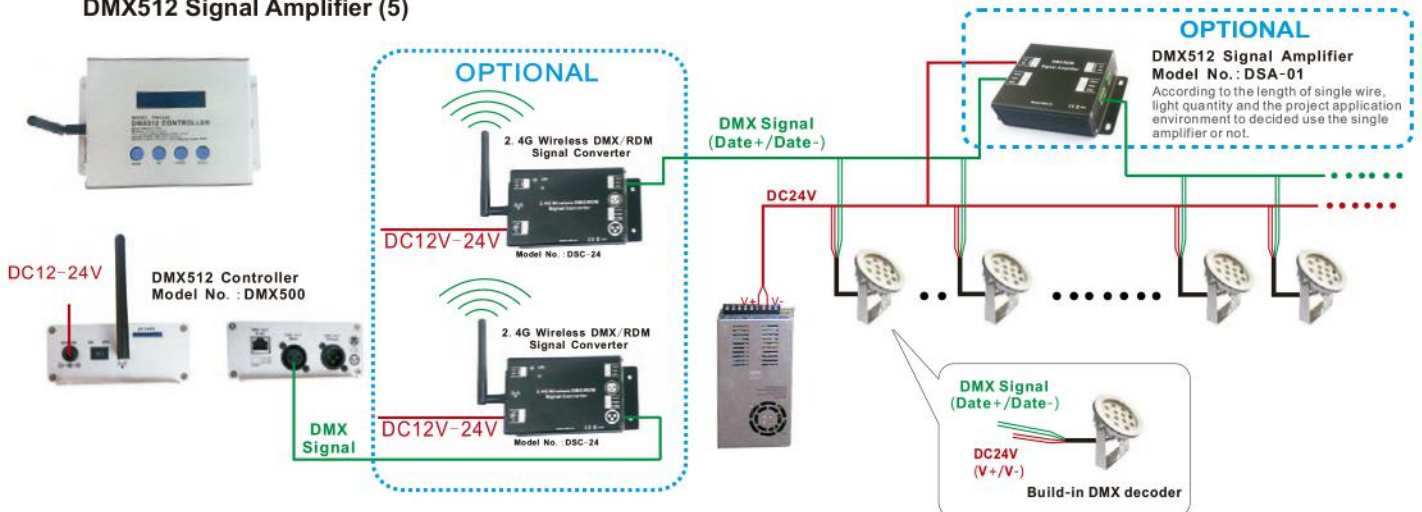 DMX512 Signal Amplifier (5)
OPTIONAL
DMX512 Signal Amplifier
Model No.: DSA-01
According to the length of single wire,
light quantity and the project application
environment to decided use the single
amplifier or not.
OPTIONAL
2. 4G Wireless DMX/RDM
Signal Converter
DMX Signal
(Date+/Date-)
DMX512 CONTROLLER
DC24V
DC12V-24V
Model No. : DSC-24
DC12-24V
DMX512 Controller
Model No. : DMX500
V+ V-
2. 4G Wireless DMX/RDM
Signal Converter
DC12V-24V
Model No. : DSC-24
DMX
Signal
DMX Signal
(Date+/Date-)
DC24V
(V+/V-)
Build-in DMX decoder